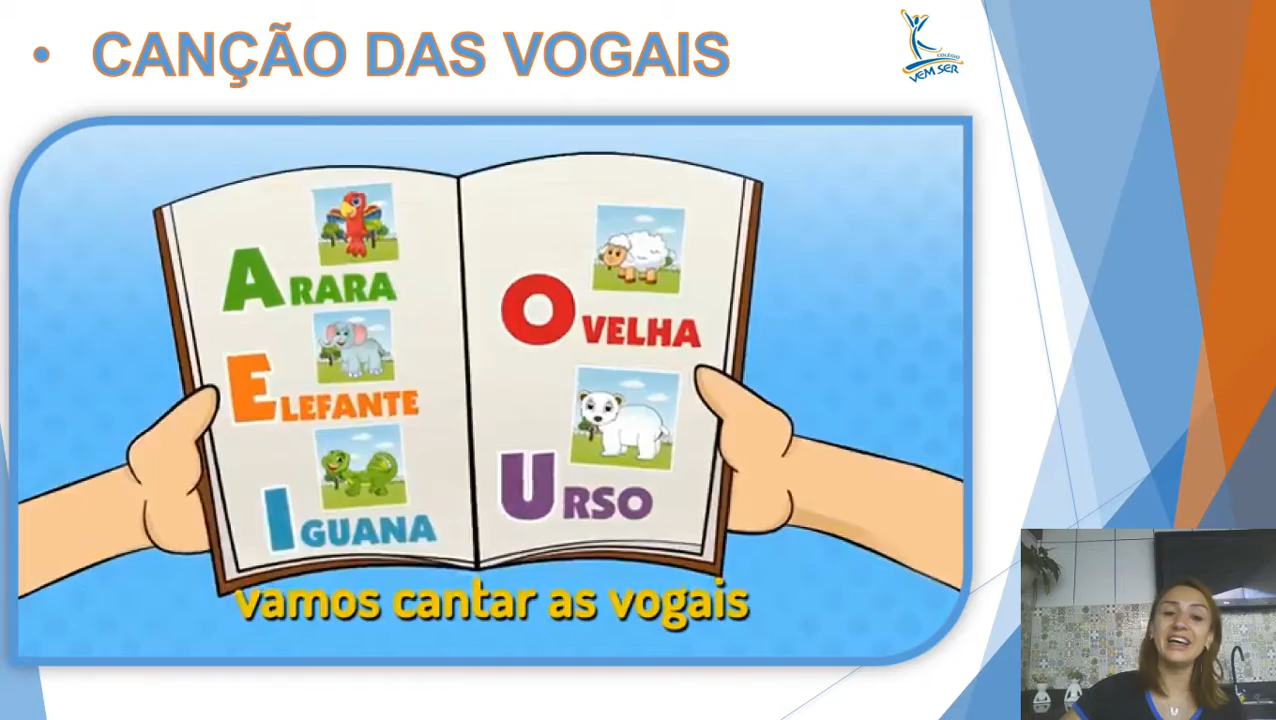 • CANÇÃO DAS VOGAIS
COLÉGIO
VEM SER
ARARA
ELEFANTE
IGUANA
OVELHA
URSO
vamos cantar as vogais